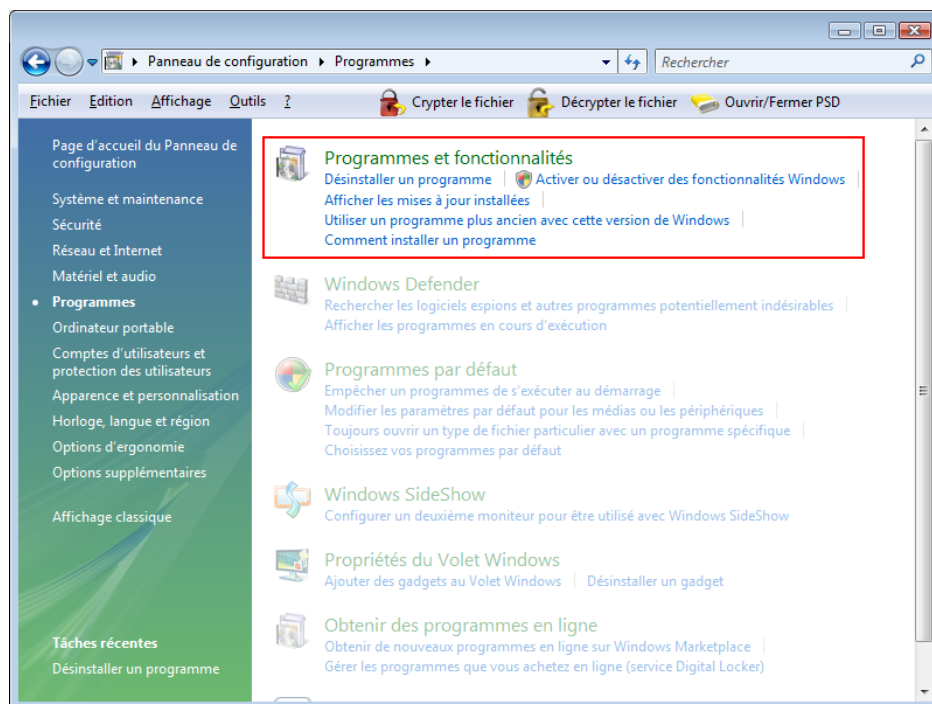 Panneau de configuration Programmes
Rechercher
Fichier Edition Affichage Outils ?
Crypter le fichier Décrypter le fichier Ouvrir/Fermer PSD
Page d'accueil du Panneau de
configuration
Système et maintenance
Sécurité
Réseau et Internet
Matériel et audio
• Programmes
Ordinateur portable
Comptes d'utilisateurs et
protection des utilisateurs
Apparence et personnalisation
Horloge, langue et région
Options d'ergonomie
Options supplémentaires
Affichage classique
Tâches récentes
Désinstaller un programme
Programmes et fonctionnalités
Désinstaller un programme Activer ou désactiver des fonctionnalités Windows
Afficher les mises à jour installées
Utiliser un programme plus ancien avec cette version de Windows
Comment installer un programme
Windows Defender
Rechercher les logiciels espions et autres programmes potentiellement indésirables
Afficher les programmes en cours d'exécution
Programmes par défaut
Empêcher un programmes de s'exécuter au démarrage
Modifier les paramètres par défaut pour les médias ou les périphériques
Toujours ouvrir un type de fichier particulier avec un programme spécifique
Choisissez vos programmes par défaut
Windows SideShow
Configurer un deuxième moniteur pour être utilisé avec Windows SideShow
Propriétés du Volet Windows
Ajouter des gadgets au Volet Windows Désinstaller un gadget
Obtenir des programmes en ligne
Obtenir de nouveaux programmes en ligne sur Windows Marketplace
Gérer les programmes que vous achetez en ligne (service Digital Locker)